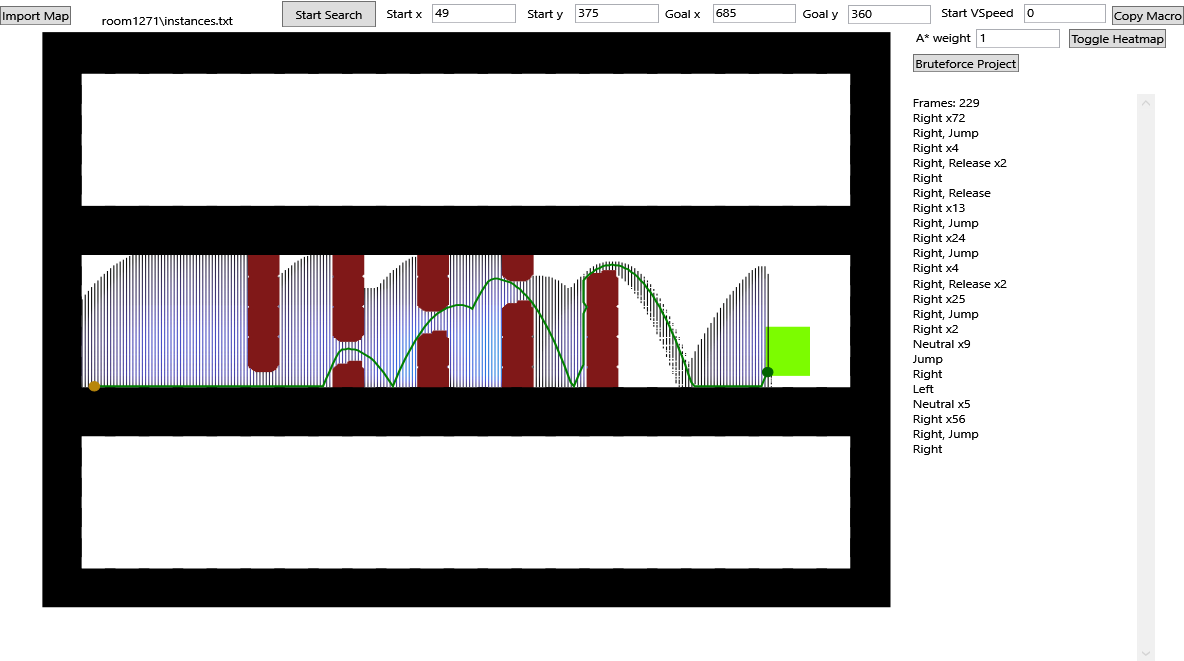 Import Map
room1271\instances.txt
Start Search
Start x 49
Start y 375
Goal x 685
Goal y 360
Start VSpeed 0
Copy Macro
A* weight 1
Toggle Heatmap
Bruteforce Project
Frames: 229
Right x72
Right, Jump
Right x4
Right, Release x2
Right
Right, Release
Right x13
Right, Jump
Right x24
Right, Jump
Right x4
Right, Release x2
Right x25
Right, Jump
Right x2
Neutral x9
Jump
Right
Left
Neutral x5
Right x56
Right, Jump
Right